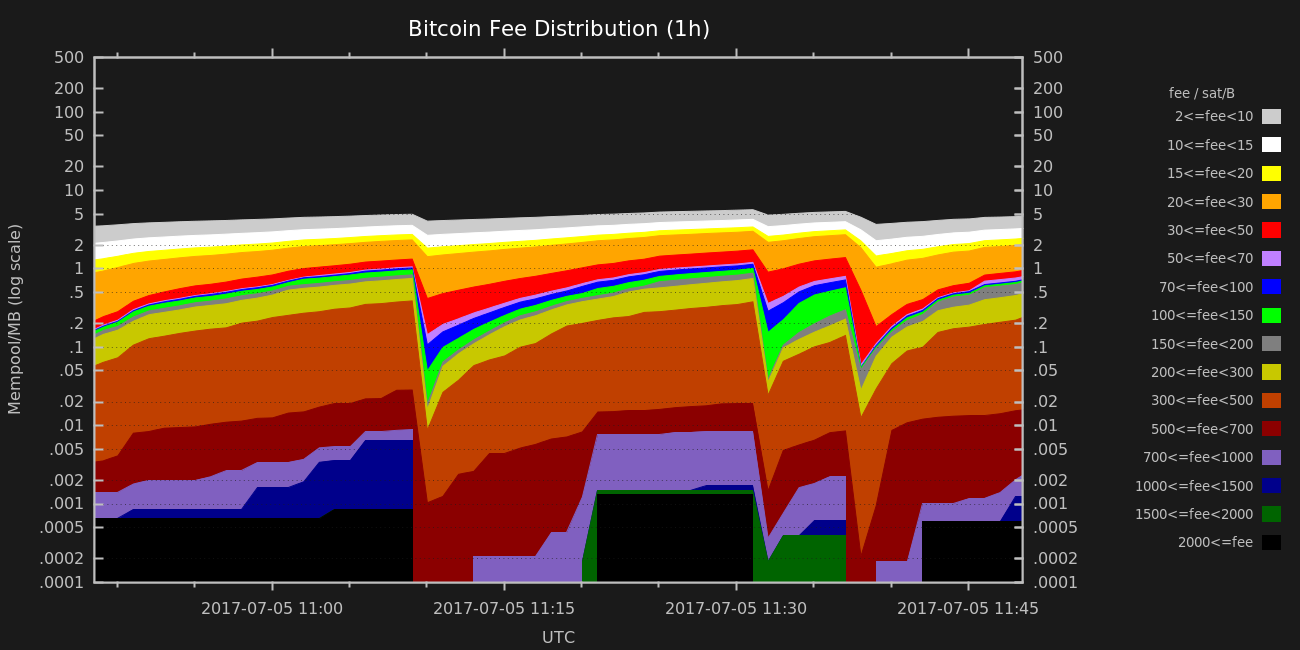 Bitcoin Fee Distribution (1h)
500
200
100
50
20
10
5
2
1
.5
.2
.1
.05
.02
.01
.005
.002
.001
.0005
.0002
.0001
Mempool/MB (log scale)
500
200
100
50
20
10
5
2
1
.5
.2
.1
.05
.02
.01
.005
.002
.001
.0005
.0002
.0001
2017-07-05 11:00
2017-07-05 11:15
2017-07-05 11:30
2017-07-05 11:45
UTC
fee / sat/B
2<=fee<10
10<=fee<15
15<=fee<20
20<=fee<30
30<=fee<50
50<=fee<70
70<=fee<100
100<=fee<150
150<=fee<200
200<=fee<300
300<=fee<500
500<=fee<700
700<=fee<1000
1000<=fee<1500
1500<=fee<2000
2000<=fee